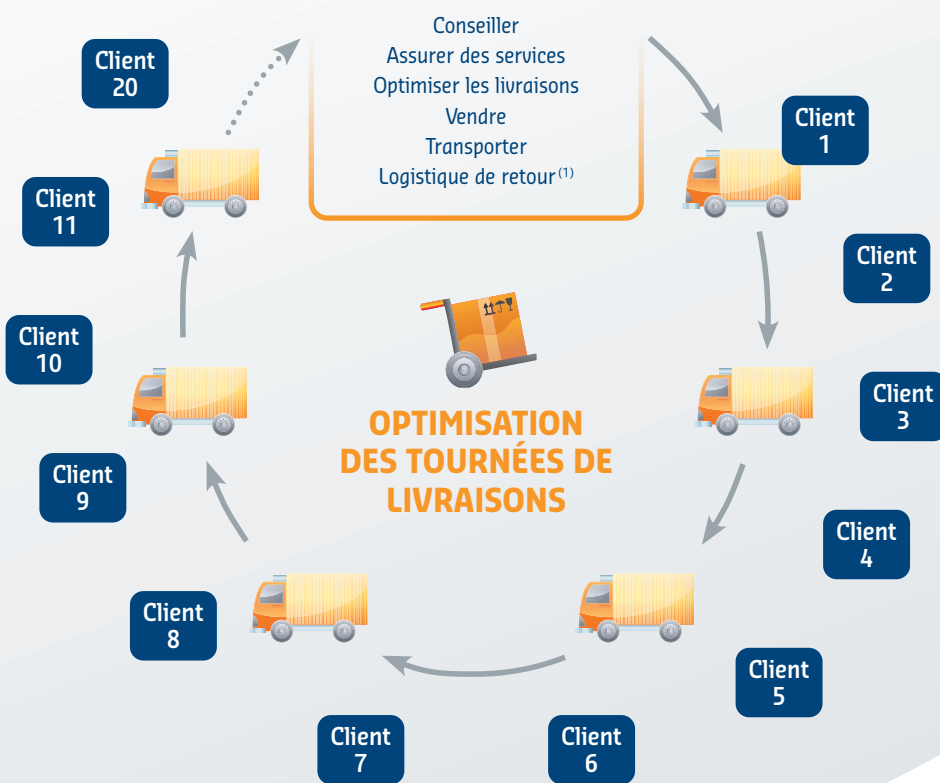 Conseiller
Assurer des services
Optimiser les livraisons
Vendre
Transporter
Logistique de retour (1)
Client
1
Client
2
Client
3
Client
4
Client
5
Client
6
Client
7
Client
8
Client
9
Client
10
Client
11
Client
20
OPTIMISATION
DES TOURNÉES DE
LIVRAISONS